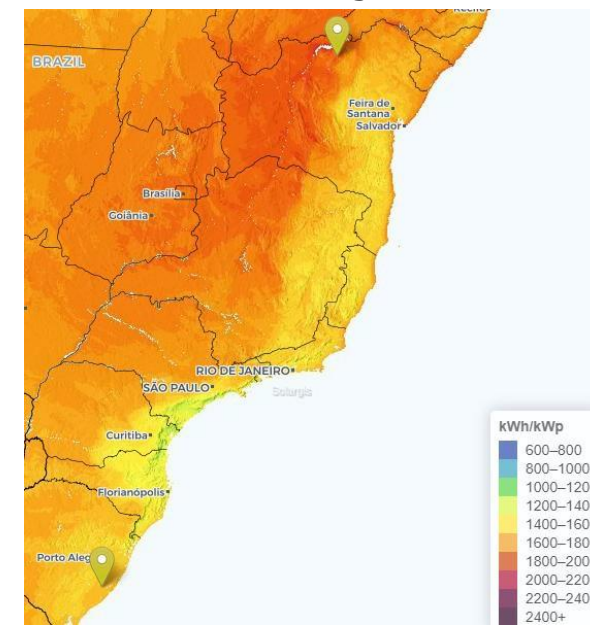 BRAZIL
Feira de
Santana
Salvador
Brasília
Goiânia
RIO DE JANEIRO
SÃO PAULO
Solargis
Curitiba
Florianópolis
Porto Aleg
kWh/kWp
600–800
800–1000
1000–120
1200–140
1400–160
1600–180
1800–200
2000–220
2200–240
2400+